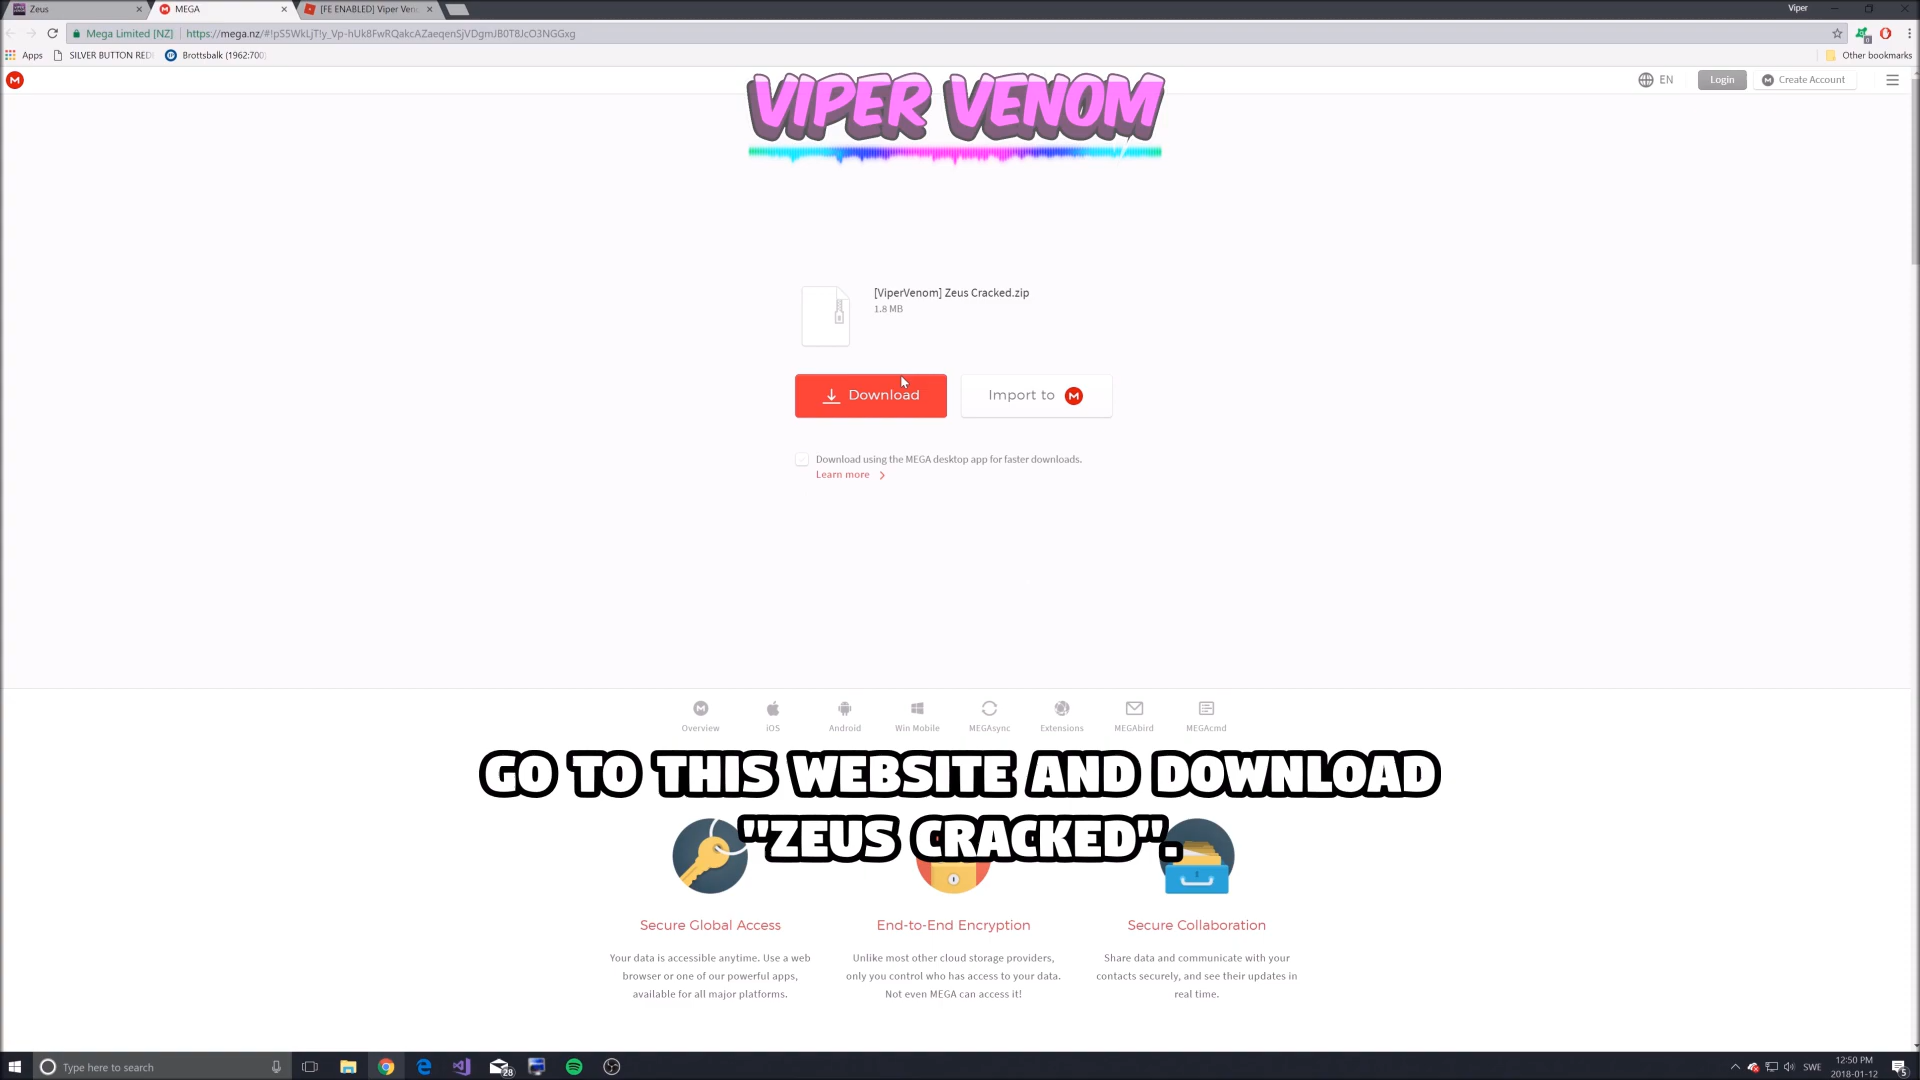 Zeus
MEGA
[FE ENABLED] Viper Ven
Viper
Mega Limited [NZ]
https://mega.nz/#!pS5WkLjT!y_Vp-hUk8FwRQakcAZaeqenSjVDgmJB0T8JcO3NGGxg
Apps
SILVER BUTTON RED
Brottsbalk (1962:700)
Other bookmarks
VIPER VENOM
EN
Login
Create Account
[ViperVenom] Zeus Cracked.zip
1.8 MB
Download
Import to
Download using the MEGA desktop app for faster downloads.
Learn more
Overview
iOS
Android
Win Mobile
MEGAsync
Extensions
MEGAbird
MEGAcmd
GO TO THIS WEBSITE AND DOWNLOAD
"ZEUS CRACKED".
Secure Global Access
Your data is accessible anytime. Use a web
browser or one of our powerful apps,
available for all major platforms.
End-to-End Encryption
Unlike most other cloud storage providers,
only you control who has access to your data.
Not even MEGA can access it!
Secure Collaboration
Share data and communicate with your
contacts securely, and see their updates in
real time.
Type here to search
28
SWE
12:50 PM
2018-01-12
5